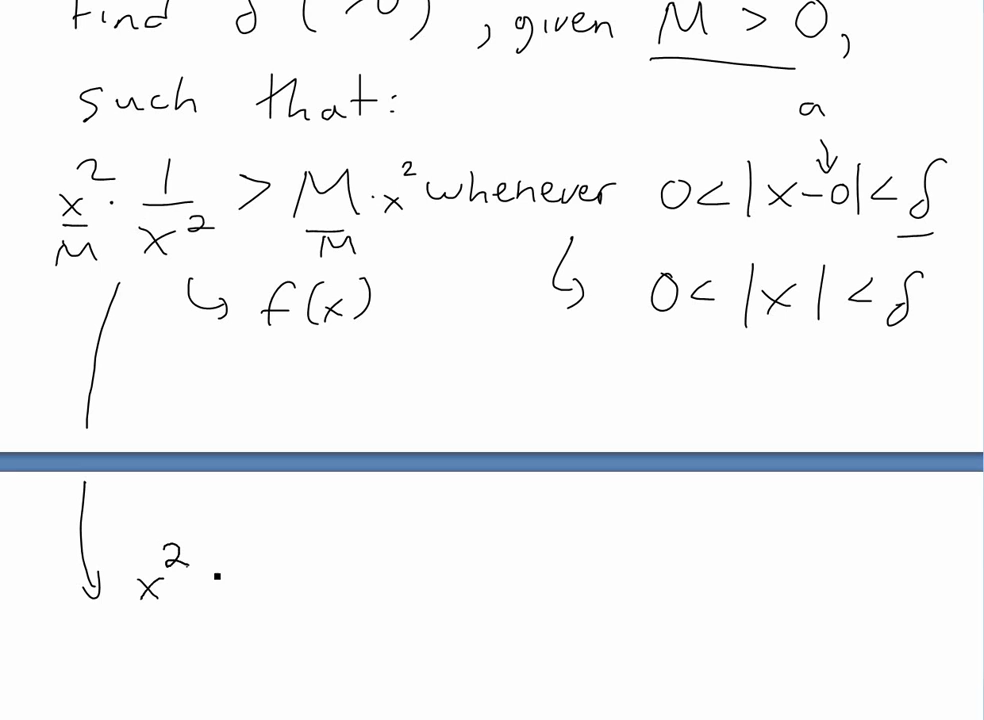 Find δ (>0), given M > 0,
such that:
a
x²/M · 1/x² > M/M · x² whenever 0 < |x-0| < δ
↳ f(x) ↳ 0 < |x| < δ
x² ·